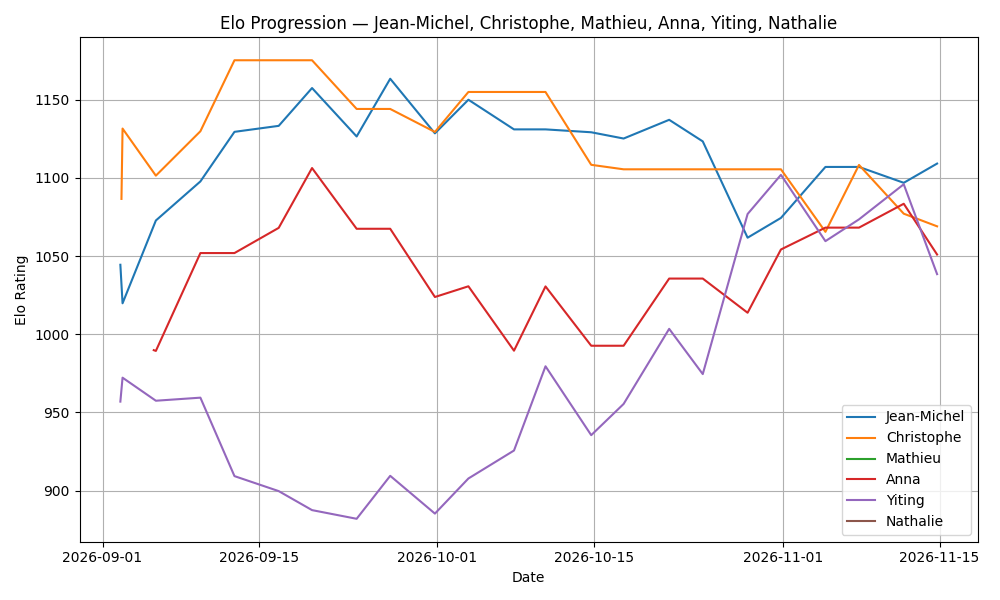 Elo Progression — Jean-Michel, Christophe, Mathieu, Anna, Yiting, Nathalie
Elo Rating
1150
1100
1050
1000
950
900
2026-09-01 2026-09-15 2026-10-01 2026-10-15 2026-11-01 2026-11-15
Date
Jean-Michel
Christophe
Mathieu
Anna
Yiting
Nathalie